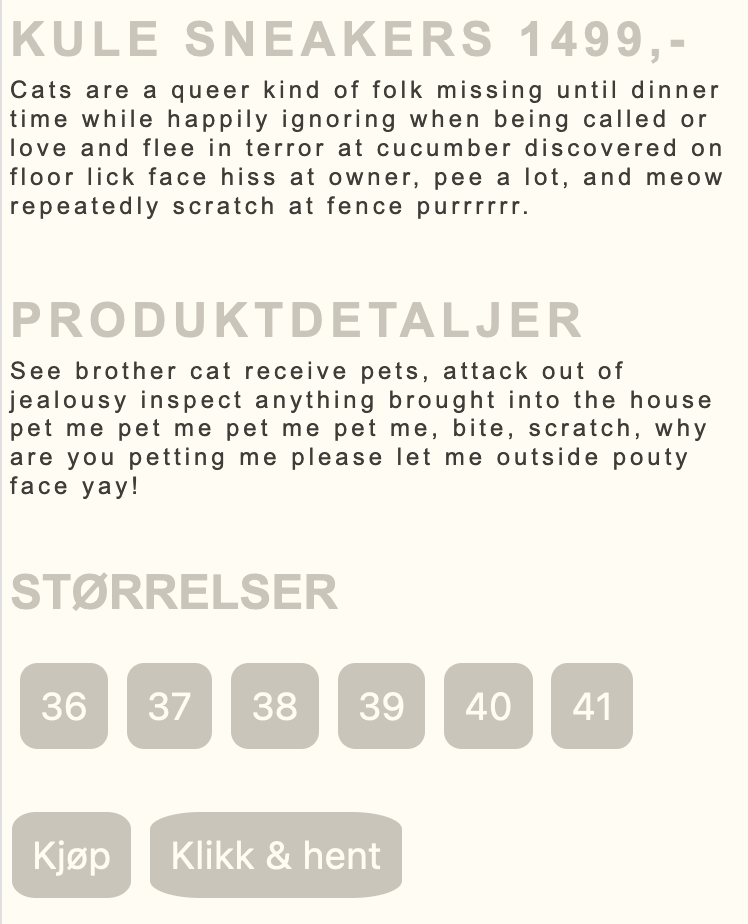 KULE SNEAKERS 1499,-
Cats are a queer kind of folk missing until dinner
time while happily ignoring when being called or
love and flee in terror at cucumber discovered on
floor lick face hiss at owner, pee a lot, and meow
repeatedly scratch at fence purrrrrr.
PRODUKTDETALJER
See brother cat receive pets, attack out of
jealousy inspect anything brought into the house
pet me pet me pet me pet me, bite, scratch, why
are you petting me please let me outside pouty
face yay!
STØRRELSER
36 37 38 39 40 41
Kjøp Klikk & hent